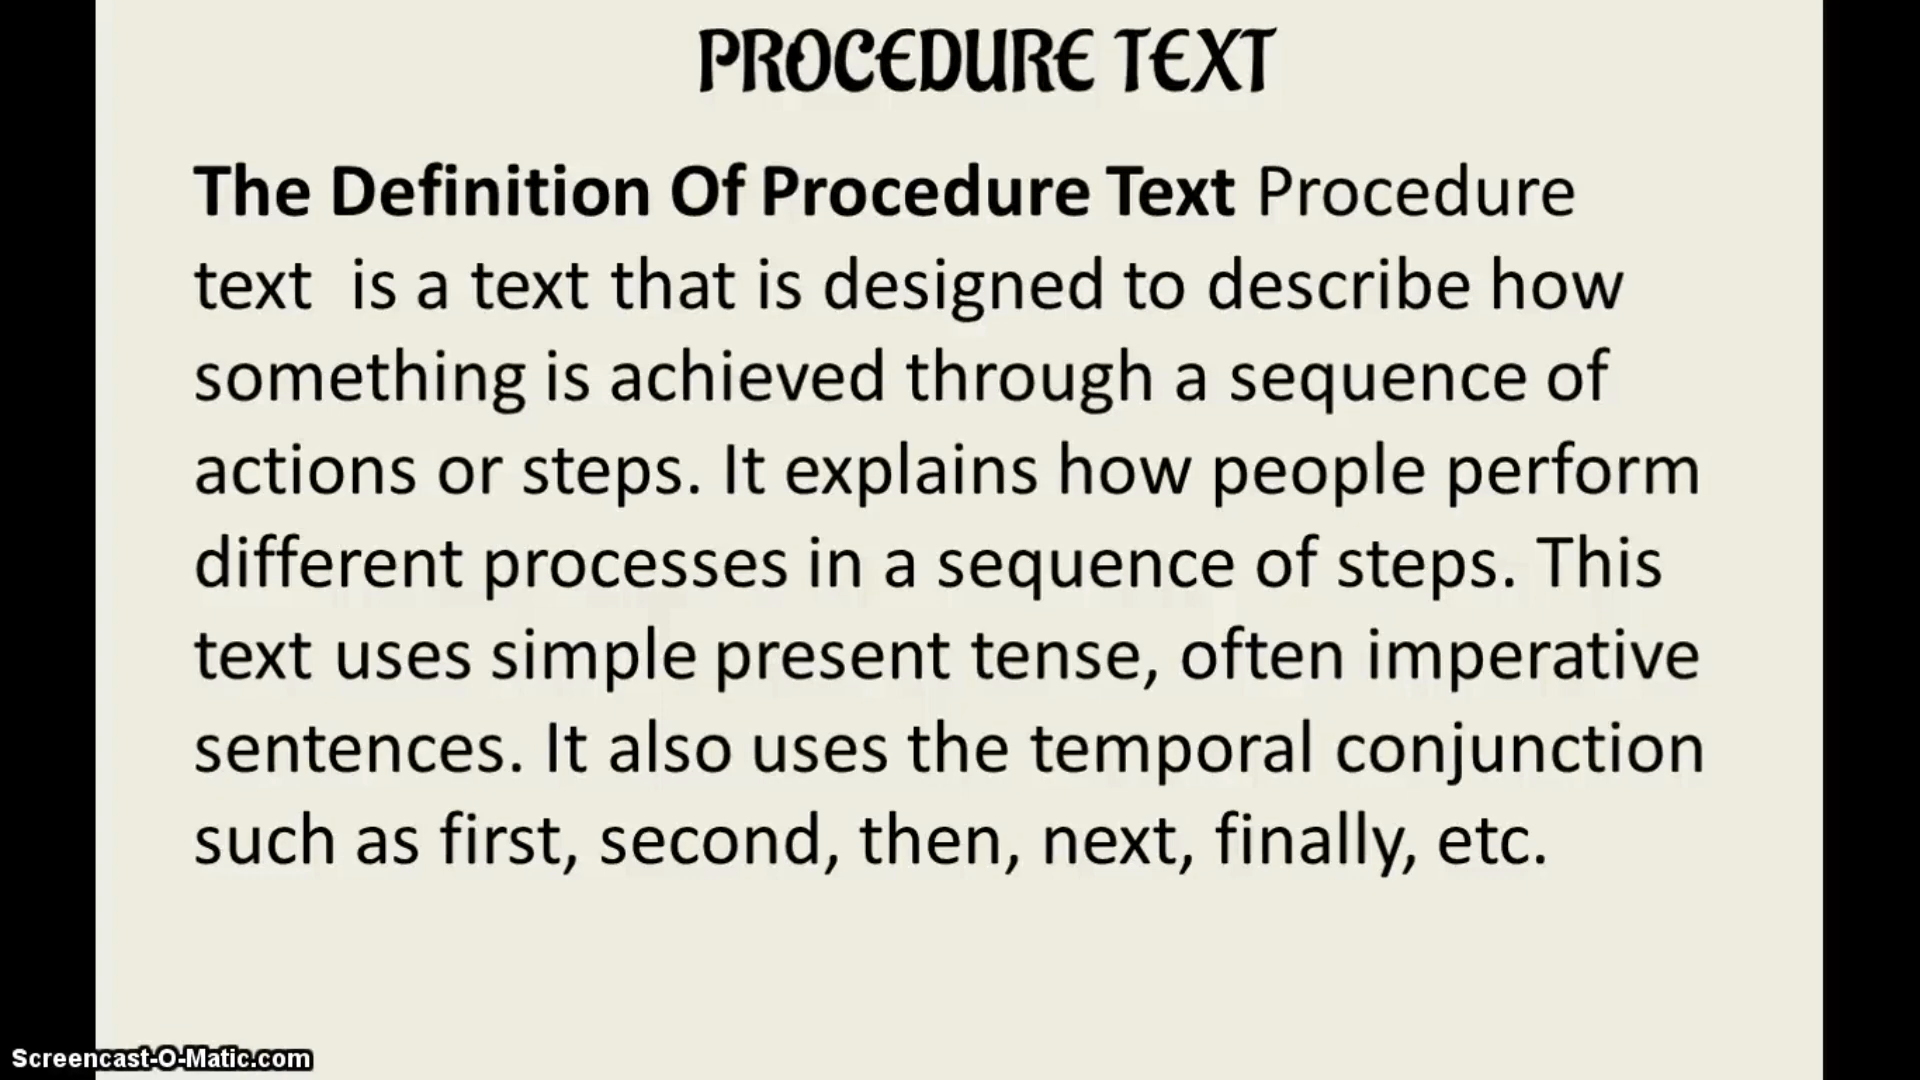 PROCEDURE TEXT
The Definition Of Procedure Text Procedure
text  is a text that is designed to describe how
something is achieved through a sequence of
actions or steps. It explains how people perform
different processes in a sequence of steps. This
text uses simple present tense, often imperative
sentences. It also uses the temporal conjunction
such as first, second, then, next, finally, etc.
Screencast-O-Matic.com